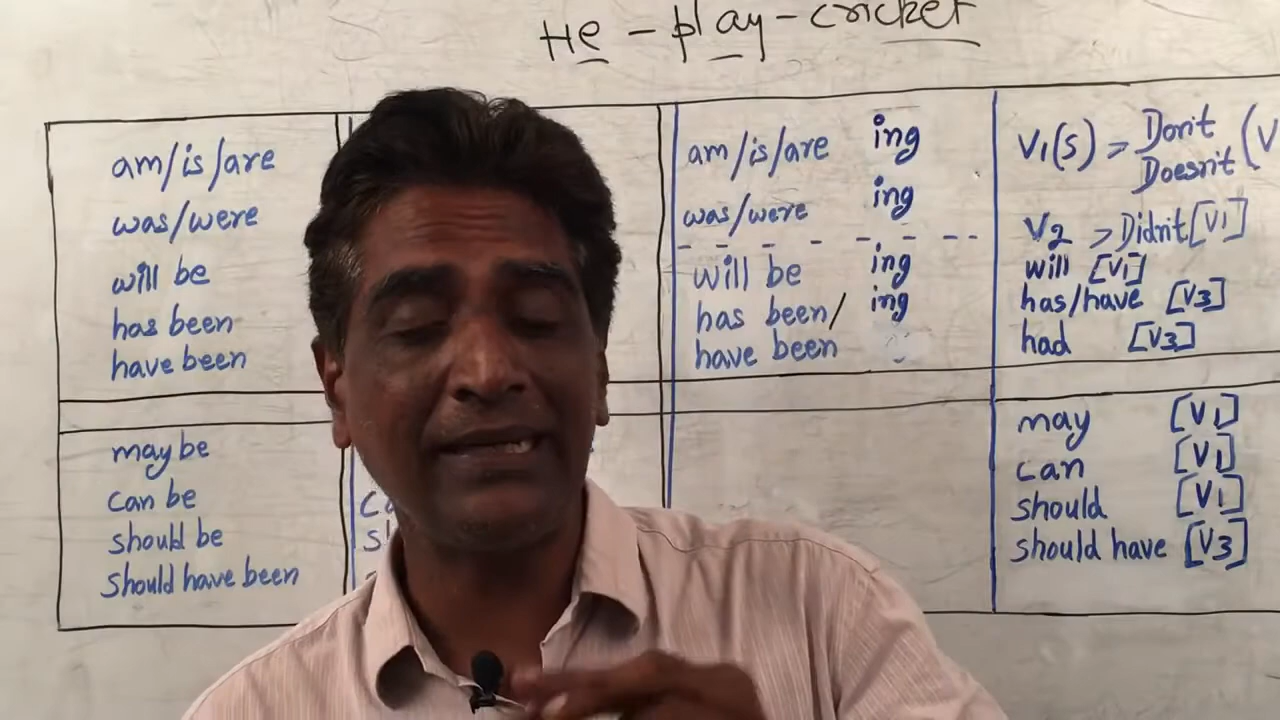 He - play - cricket
am/is/are
was/were
will be
has been
have been
may be
can be
should be
should have been
am/is/are ing
was/were ing
will be ing
has been/ ing
have been
V1(s) > Don't
Doesn't (V
V2 > Didn't [V1]
will [V1]
has/have [V3]
had [V3]
may [V1]
can [V1]
should [V1]
should have [V3]